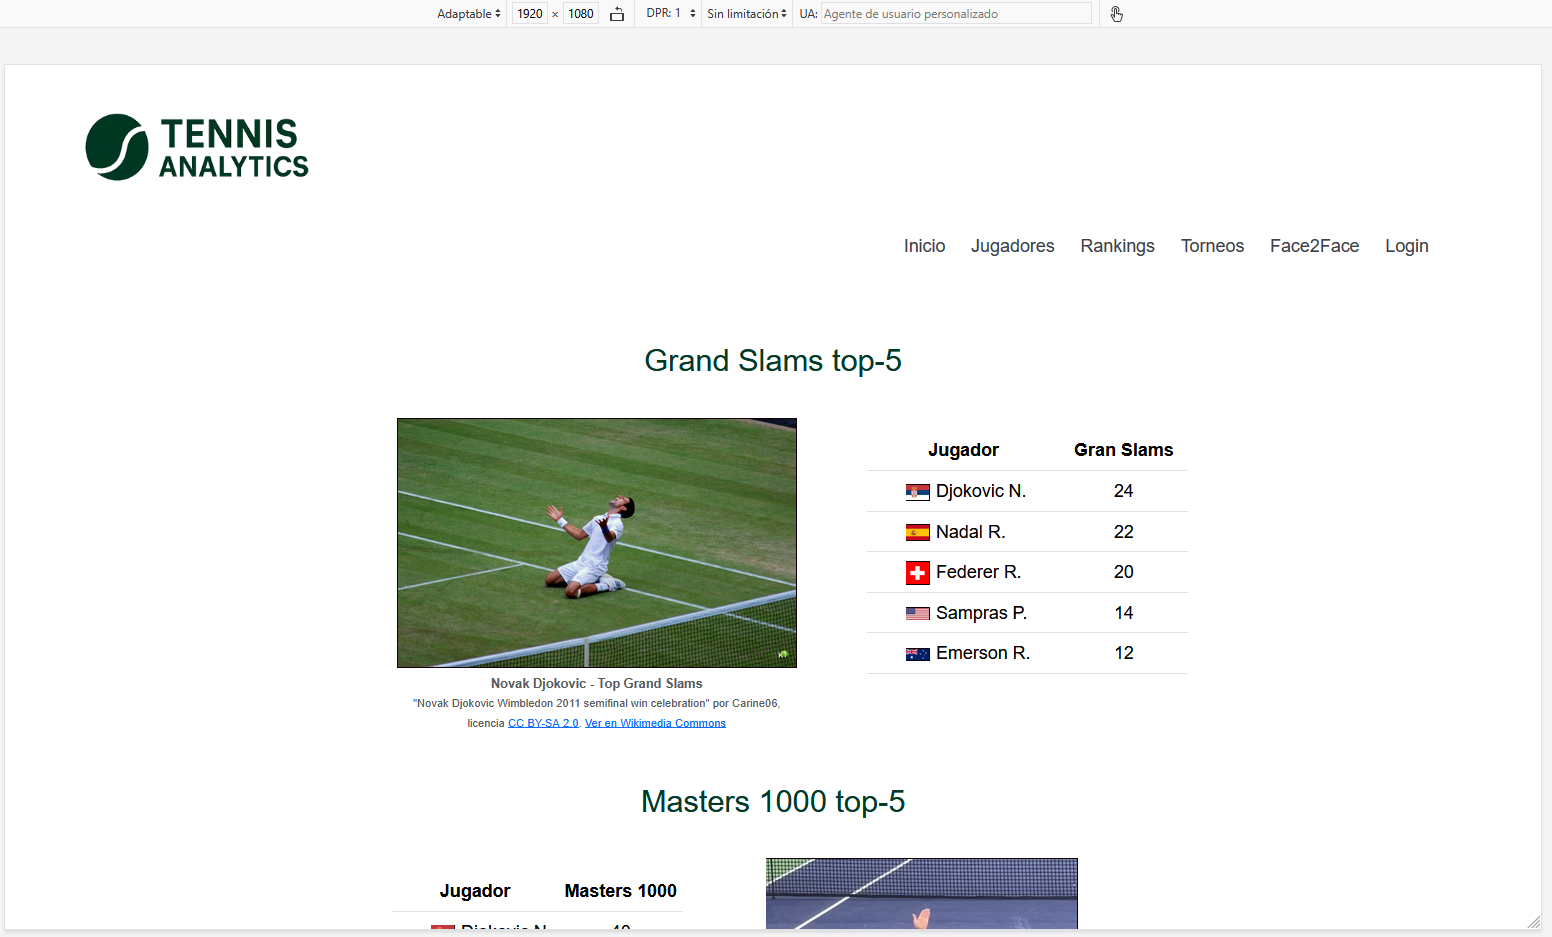 Adaptable 1920 × 1080 DPR: 1 Sin limitación UA: Agente de usuario personalizado
TENNIS
ANALYTICS
Inicio Jugadores Rankings Torneos Face2Face Login
Grand Slams top-5
Jugador Gran Slams
Djokovic N. 24
Nadal R. 22
Federer R. 20
Sampras P. 14
Emerson R. 12
Novak Djokovic - Top Grand Slams
"Novak Djokovic Wimbledon 2011 semifinal win celebration" por Carine06,
licencia CC BY-SA 2.0. Ver en Wikimedia Commons
Masters 1000 top-5
Jugador Masters 1000
Djokovic N. 40